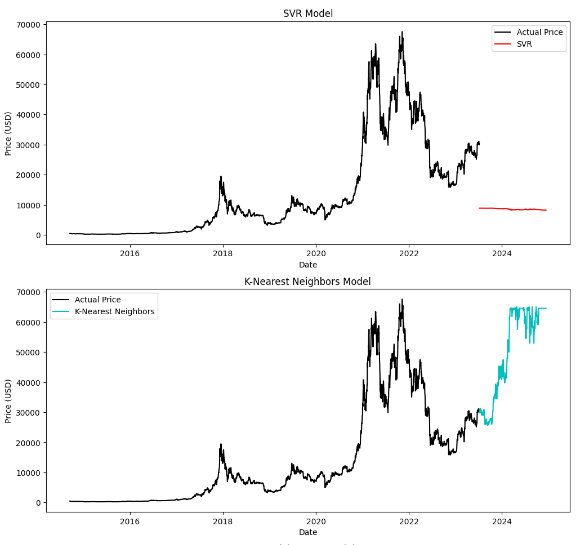 SVR Model
70000
60000
50000
40000
30000
20000
10000
0
Price (USD)
Actual Price
SVR
2016 2018 2020 2022 2024
Date
K-Nearest Neighbors Model
70000
60000
50000
40000
30000
20000
10000
0
Price (USD)
Actual Price
K-Nearest Neighbors
2016 2018 2020 2022 2024
Date